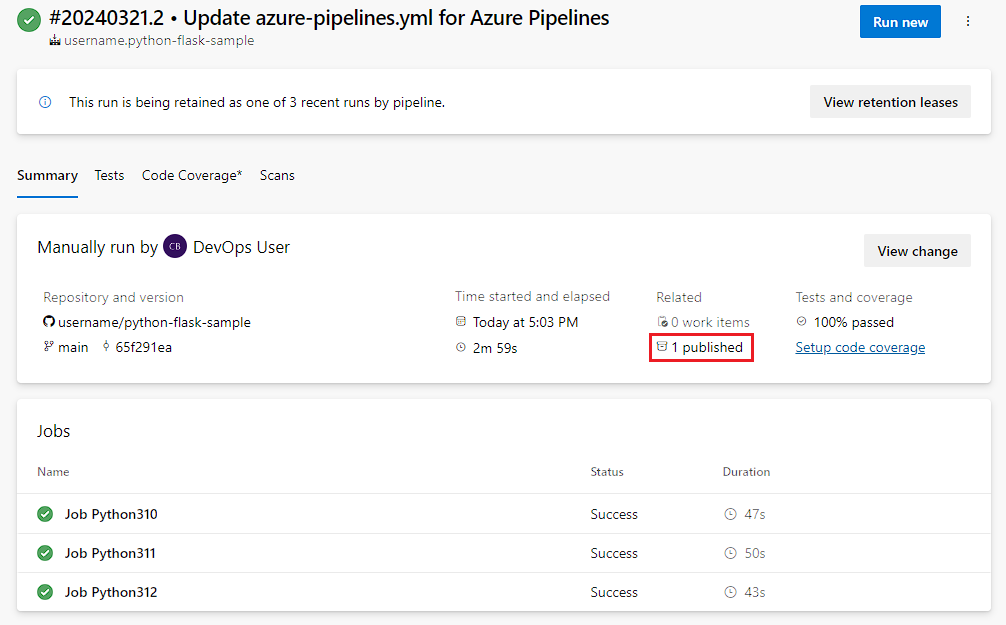 #20240321.2 • Update azure-pipelines.yml for Azure Pipelines
Run new
username.python-flask-sample
This run is being retained as one of 3 recent runs by pipeline.
View retention leases
Summary Tests Code Coverage* Scans
Manually run by CB DevOps User
View change
Repository and version
username/python-flask-sample
main 65f291ea
Time started and elapsed
Today at 5:03 PM
2m 59s
Related
0 work items
1 published
Tests and coverage
100% passed
Setup code coverage
Jobs
Name Status Duration
Job Python310 Success 47s
Job Python311 Success 50s
Job Python312 Success 43s